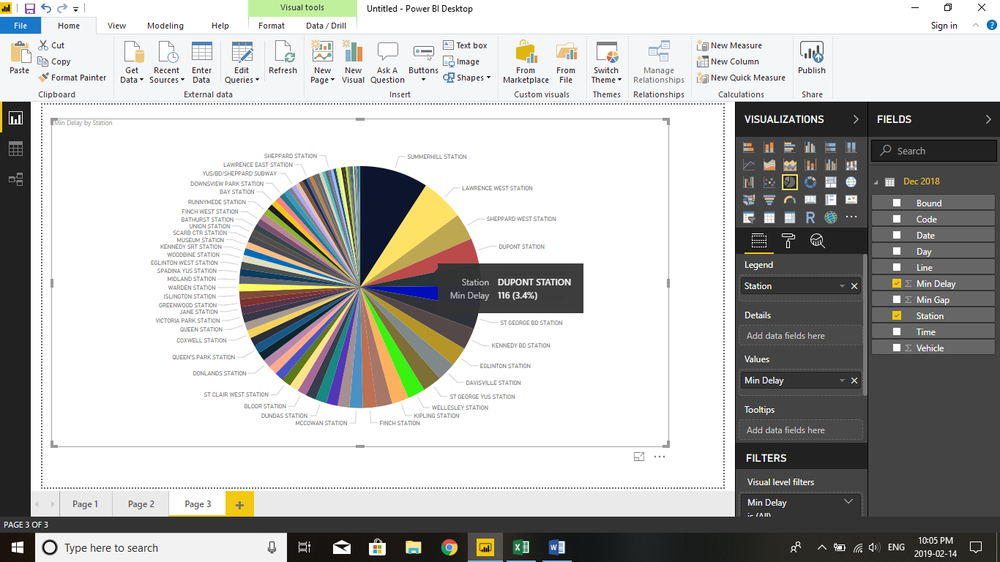 Visual tools
Untitled - Power BI Desktop
File
Home
View
Modeling
Help
Format
Data / Drill
Sign in
Paste
Cut
Copy
Format Painter
Clipboard
Get Data
Recent Sources
Enter Data
Edit Queries
Refresh
External data
New Page
New Visual
Ask A Question
Buttons
Text box
Image
Shapes
Insert
From Marketplace
From File
Custom visuals
Switch Theme
Themes
Manage Relationships
Relationships
New Measure
New Column
New Quick Measure
Calculations
Publish
Share
Min Delay by Station
SHEPPARD STATION
LAWRENCE EAST STATION
YUS/BD/SHEPPARD SUBWAY
DOWNSVIEW PARK STATION
BAY STATION
RUNNYMEDE STATION
FINCH WEST STATION
BATHURST STATION
UNION STATION
SCARB CTR STATION
MUSEUM STATION
KENNEDY SRT STATION
WOODBINE STATION
EGLINTON WEST STATION
SPADINA YUS STATION
MIDLAND STATION
WARDEN STATION
ISLINGTON STATION
GREENWOOD STATION
JANE STATION
VICTORIA PARK STATION
QUEEN STATION
COXWELL STATION
QUEEN'S PARK STATION
DONLANDS STATION
ST CLAIR WEST STATION
BLOOR STATION
DUNDAS STATION
MCCOWAN STATION
SUMMERHILL STATION
LAWRENCE WEST STATION
SHEPPARD WEST STATION
DUPONT STATION
Station DUPONT STATION
Min Delay 116 (3.4%)
ST GEORGE BD STATION
KENNEDY BD STATION
EGLINTON STATION
DAVISVILLE STATION
ST GEORGE YUS STATION
WELLESLEY STATION
KIPLING STATION
FINCH STATION
VISUALIZATIONS
R
Legend
Station
Details
Add data fields here
Values
Min Delay
Tooltips
Add data fields here
FILTERS
Visual level filters
Min Delay
is (All)
FIELDS
Search
Dec 2018
Bound
Code
Date
Day
Line
Min Delay
Min Gap
Station
Time
Vehicle
Page 1
Page 2
Page 3
PAGE 3 OF 3
Type here to search
ENG
10:05 PM
2019-02-14